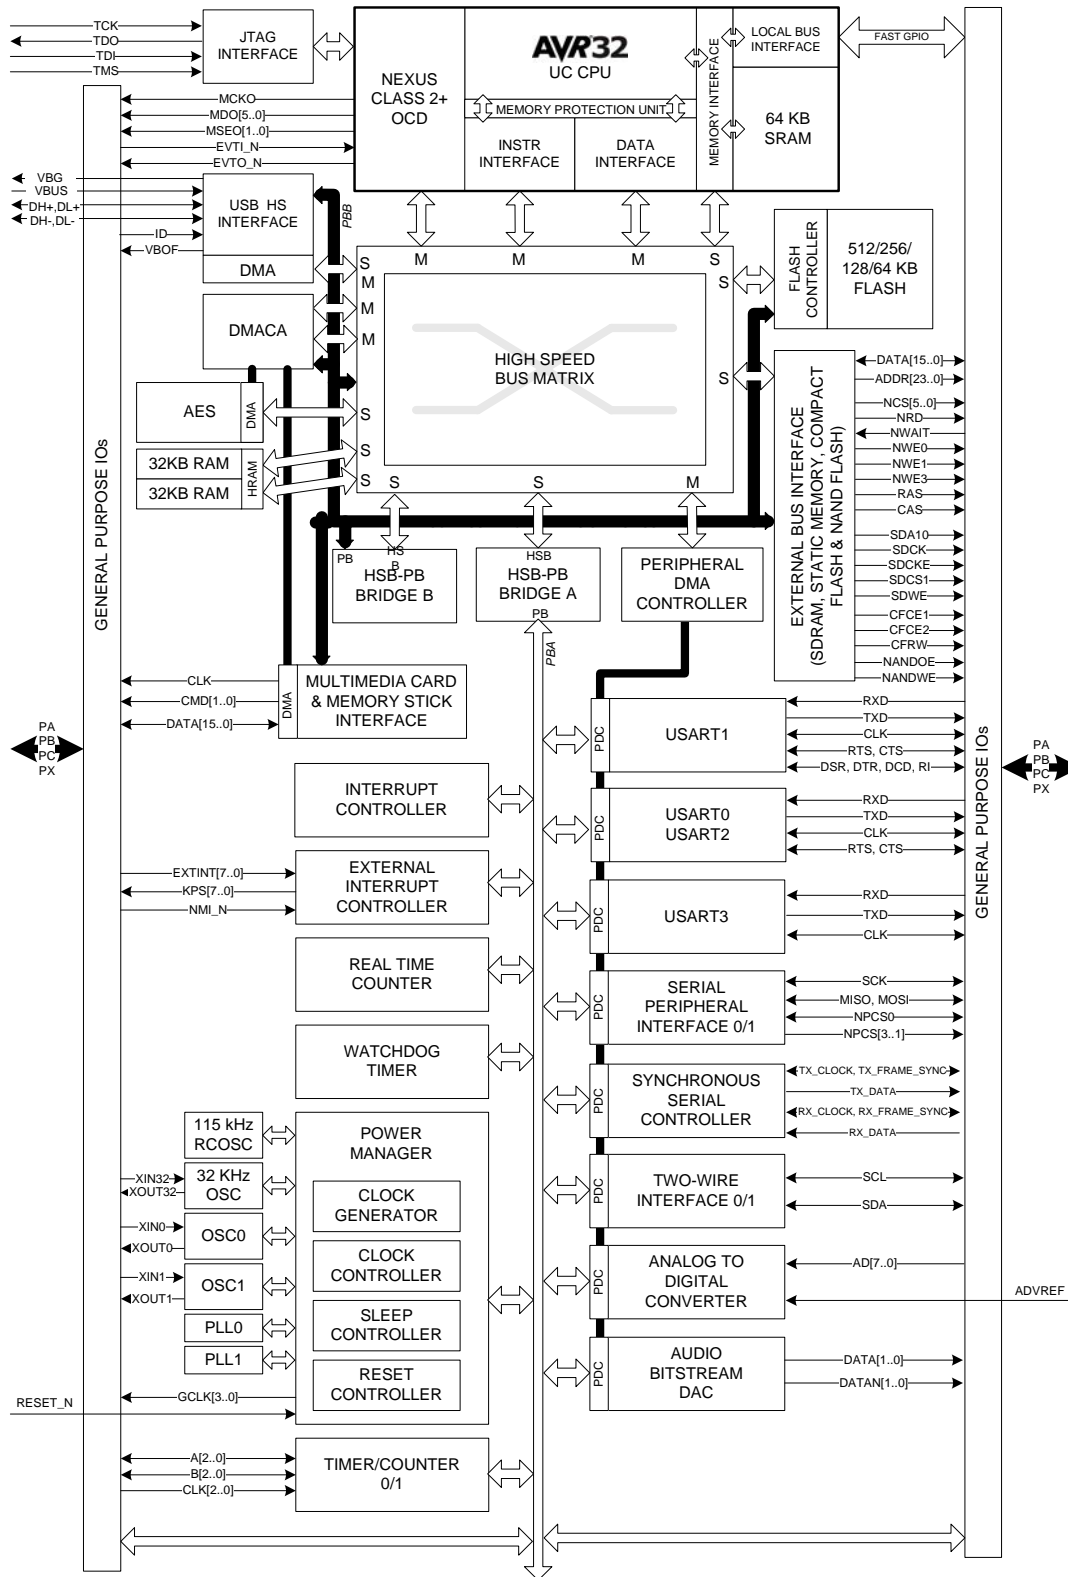 TCK
TDO
TDI
TMS
JTAG
INTERFACE
NEXUS
CLASS 2+
OCD
AVR32
UC CPU
MEMORY PROTECTION UNIT
INSTR
INTERFACE
DATA
INTERFACE
MEMORY INTERFACE
LOCAL BUS
INTERFACE
64 KB
SRAM
FAST GPIO
MCKO
MDO[5..0]
MSEO[1..0]
EVTI_N
EVTO_N
VBG
VBUS
DH+,DL+
DH-,DL-
ID
VBOF
USB HS
INTERFACE
DMA
PBB
DMACA
AES
DMA
32KB RAM
32KB RAM
HRAM
S
M
M
M
S
S
S
M
M
M
S
S
S
S
S
M
HIGH SPEED
BUS MATRIX
FLASH
CONTROLLER
512/256/
128/64 KB
FLASH
EXTERNAL BUS INTERFACE
(SDRAM, STATIC MEMORY, COMPACT
FLASH & NAND FLASH)
DATA[15..0]
ADDR[23..0]
NCS[5..0]
NRD
NWAIT
NWE0
NWE1
NWE3
RAS
CAS
SDA10
SDCK
SDCKE
SDCS1
SDWE
CFCE1
CFCE2
CFRW
NANDOE
NANDWE
GENERAL PURPOSE IOs
GENERAL PURPOSE IOs
PB
HS
B
HSB-PB
BRIDGE B
HSB
HSB-PB
BRIDGE A
PB
PBA
PERIPHERAL
DMA
CONTROLLER
CLK
CMD[1..0]
DATA[15..0]
DMA
MULTIMEDIA CARD
& MEMORY STICK
INTERFACE
PA
PB
PC
PX
PA
PB
PC
PX
INTERRUPT
CONTROLLER
EXTINT[7..0]
KPS[7..0]
NMI_N
EXTERNAL
INTERRUPT
CONTROLLER
REAL TIME
COUNTER
WATCHDOG
TIMER
115 kHz
RCOSC
XIN32
XOUT32
32 KHz
OSC
XIN0
XOUT0
OSC0
XIN1
XOUT1
OSC1
PLL0
PLL1
POWER
MANAGER
CLOCK
GENERATOR
CLOCK
CONTROLLER
SLEEP
CONTROLLER
RESET
CONTROLLER
GCLK[3..0]
RESET_N
A[2..0]
B[2..0]
CLK[2..0]
TIMER/COUNTER
0/1
PDC
USART1
RXD
TXD
CLK
RTS, CTS
DSR, DTR, DCD, RI
PDC
USART0
USART2
RXD
TXD
CLK
RTS, CTS
PDC
USART3
RXD
TXD
CLK
PDC
SERIAL
PERIPHERAL
INTERFACE 0/1
SCK
MISO, MOSI
NPCS0
NPCS[3..1]
PDC
SYNCHRONOUS
SERIAL
CONTROLLER
TX_CLOCK, TX_FRAME_SYNC
TX_DATA
RX_CLOCK, RX_FRAME_SYNC
RX_DATA
PDC
TWO-WIRE
INTERFACE 0/1
SCL
SDA
PDC
ANALOG TO
DIGITAL
CONVERTER
AD[7..0]
ADVREF
PDC
AUDIO
BITSTREAM
DAC
DATA[1..0]
DATAN[1..0]